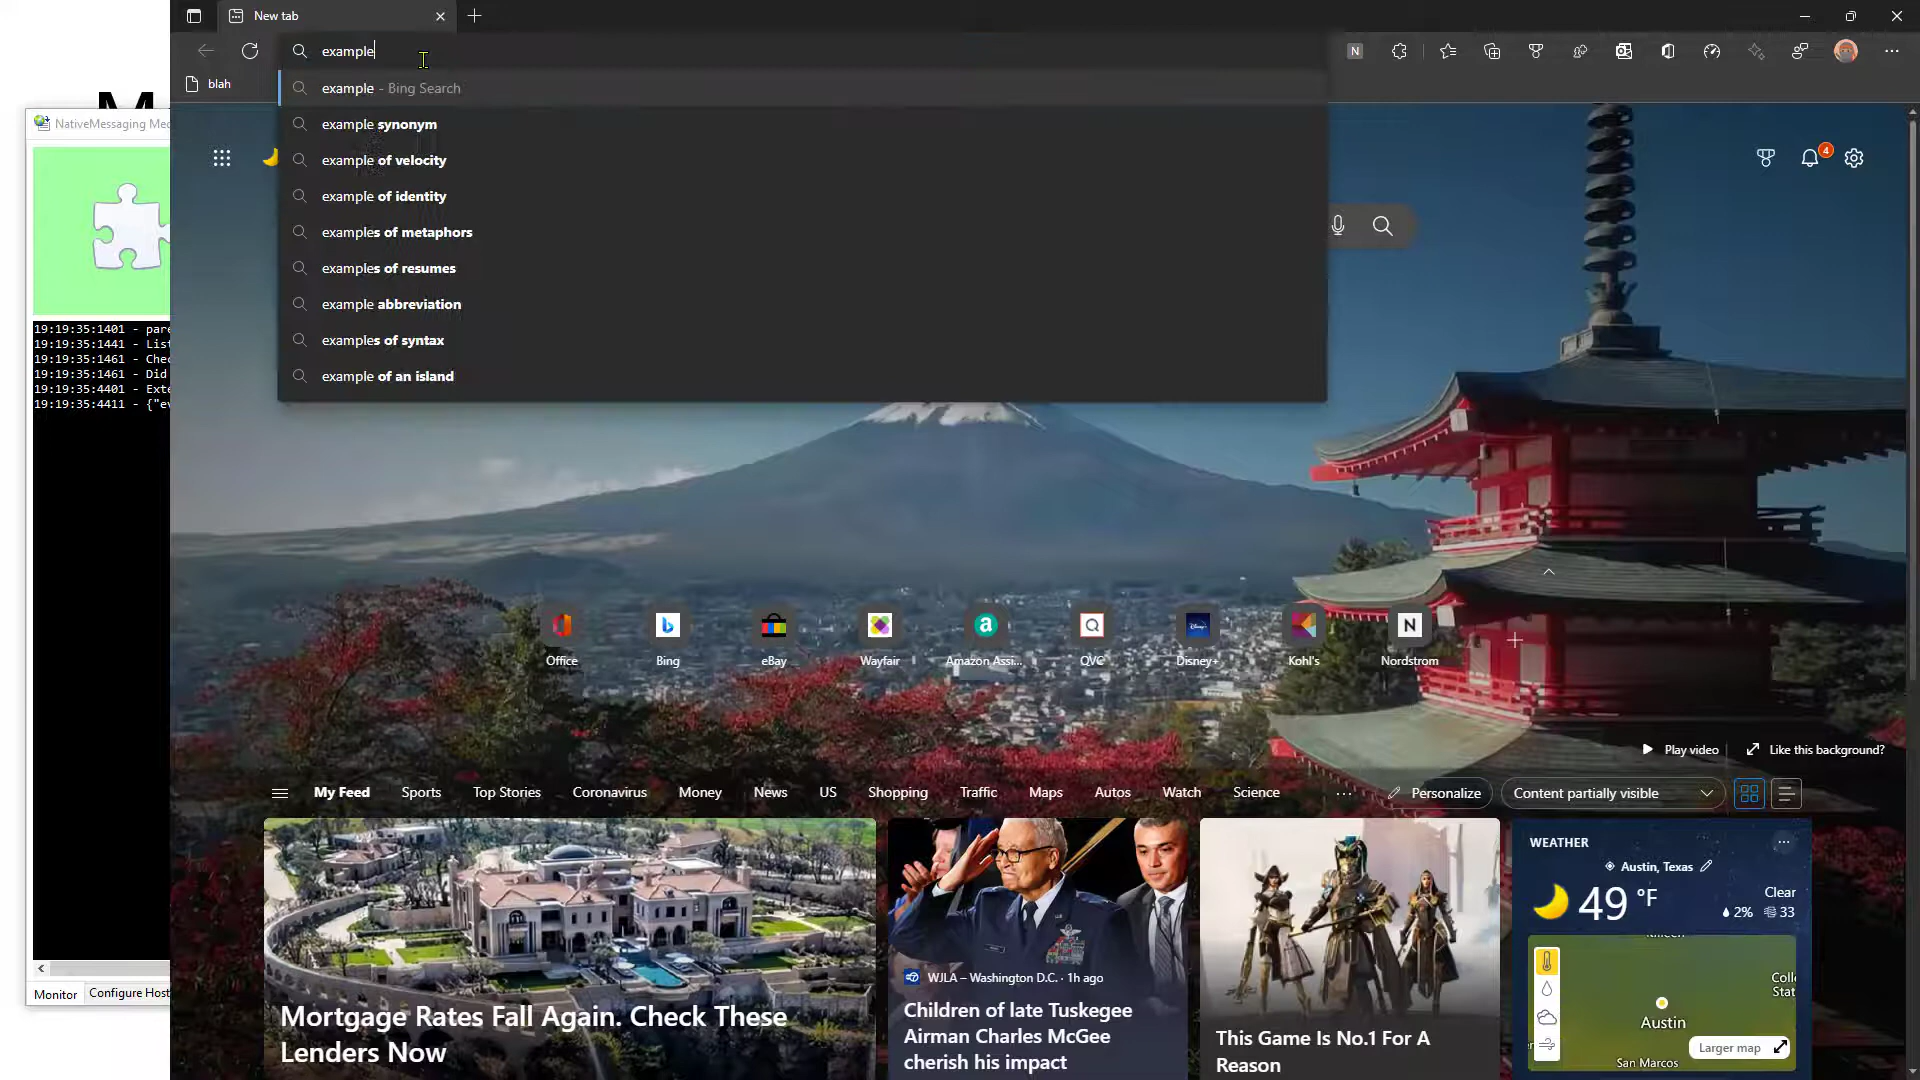 New tab
example
N
blah
M
NativeMessaging Med
example - Bing Search
example synonym
example of velocity
example of identity
examples of metaphors
examples of resumes
example abbreviation
examples of syntax
example of an island
4
19:19:35:1401 - pare
19:19:35:1441 - List
19:19:35:1461 - Chec
19:19:35:1461 - Did
19:19:35:4401 - Exte
19:19:35:4411 - {"ev
Monitor
Configure Host
Office
Bing
eBay
Wayfair
Amazon Assi...
QVC
Disney+
Kohl's
Nordstrom
Play video
Like this background?
My Feed
Sports
Top Stories
Coronavirus
Money
News
US
Shopping
Traffic
Maps
Autos
Watch
Science
Personalize
Content partially visible
Mortgage Rates Fall Again. Check These
Lenders Now
WJLA – Washington D.C. · 1h ago
Children of late Tuskegee
Airman Charles McGee
cherish his impact
This Game Is No.1 For A
Reason
WEATHER
Austin, Texas
49 °F
Clear
2% 33
Coll
Stat
Austin
San Marcos
Larger map